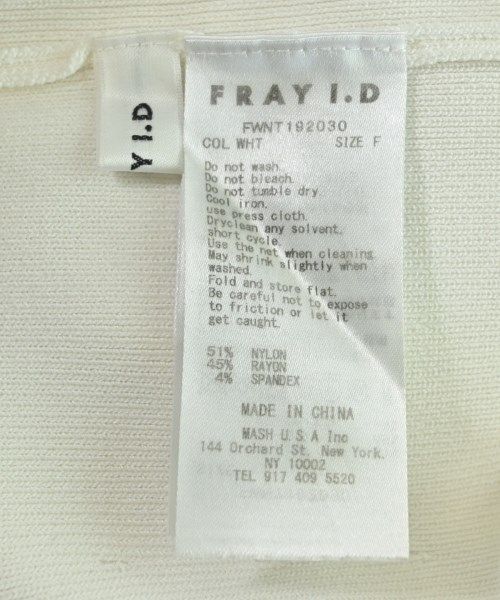 Y I.D
FRAY I.D
FWNT192030
COL WHT SIZE F
Do not wash.
Do not bleach.
Do not tumble dry.
Cool iron.
use press cloth.
Dryclean any solvent.
short cycle.
Use the net when cleaning
May shrink slightly when
washed.
Fold and store flat.
Be careful not to expose
to friction or let it
get caught.
51% NYLON
45% RAYON
4% SPANDEX
MADE IN CHINA
MASH U.S.A Inc
144 Orchard St. New York.
NY 10002
TEL 917 409 5520